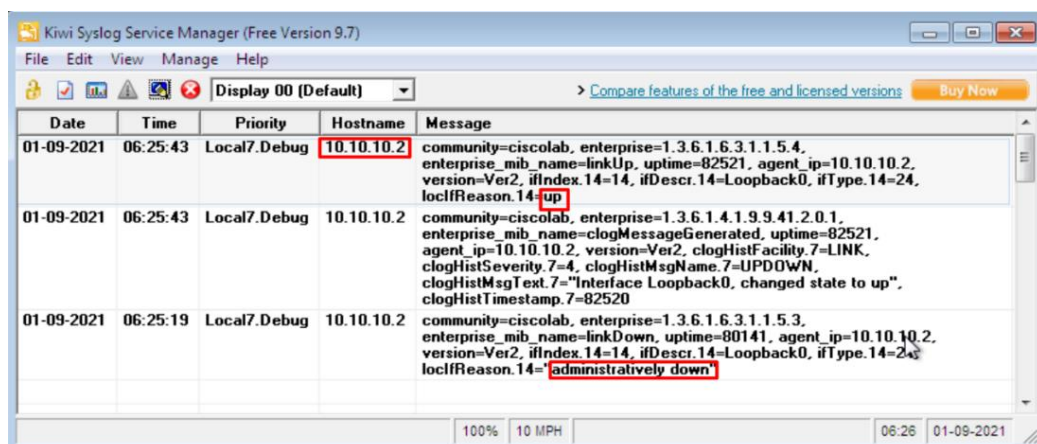 Kiwi Syslog Service Manager (Free Version 9.7)
File Edit View Manage Help
Display 00 (Default) > Compare features of the free and licensed versions Buy Now
Date Time Priority Hostname Message
01-09-2021 06:25:43 Local7.Debug 10.10.10.2 community=ciscolab, enterprise=1.3.6.1.6.3.1.1.5.4,
enterprise_mib_name=linkUp, uptime=82521, agent_ip=10.10.10.2,
version=Ver2, ifIndex.14=14, ifDescr.14=Loopback0, ifType.14=24,
locIfReason.14=up
01-09-2021 06:25:43 Local7.Debug 10.10.10.2 community=ciscolab, enterprise=1.3.6.1.4.1.9.9.41.2.0.1,
enterprise_mib_name=clogMessageGenerated, uptime=82521,
agent_ip=10.10.10.2, version=Ver2, clogHistFacility.7=LINK,
clogHistSeverity.7=4, clogHistMsgName.7=UPDOWN,
clogHistMsgText.7="Interface Loopback0, changed state to up",
clogHistTimestamp.7=82520
01-09-2021 06:25:19 Local7.Debug 10.10.10.2 community=ciscolab, enterprise=1.3.6.1.6.3.1.1.5.3,
enterprise_mib_name=linkDown, uptime=80141, agent_ip=10.10.10.2,
version=Ver2, ifIndex.14=14, ifDescr.14=Loopback0,
locIfReason.14="administratively down"
100% 10 MPH 06:26 01-09-2021